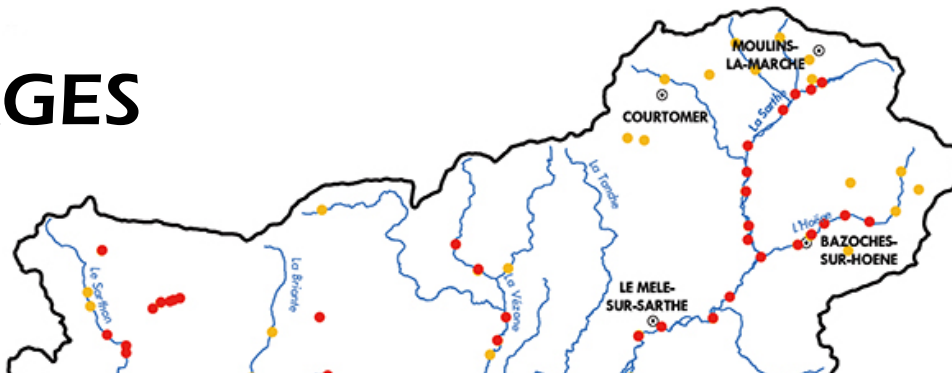 GES
MOULINS-
LA-MARCHE
COURTOMER
La Sarthe
La Tanche
L'Hoëne
BAZOCHES-
SUR-HOENE
Le Sarthon
La Briante
La Vézone
LE MELE-
SUR-SARTHE